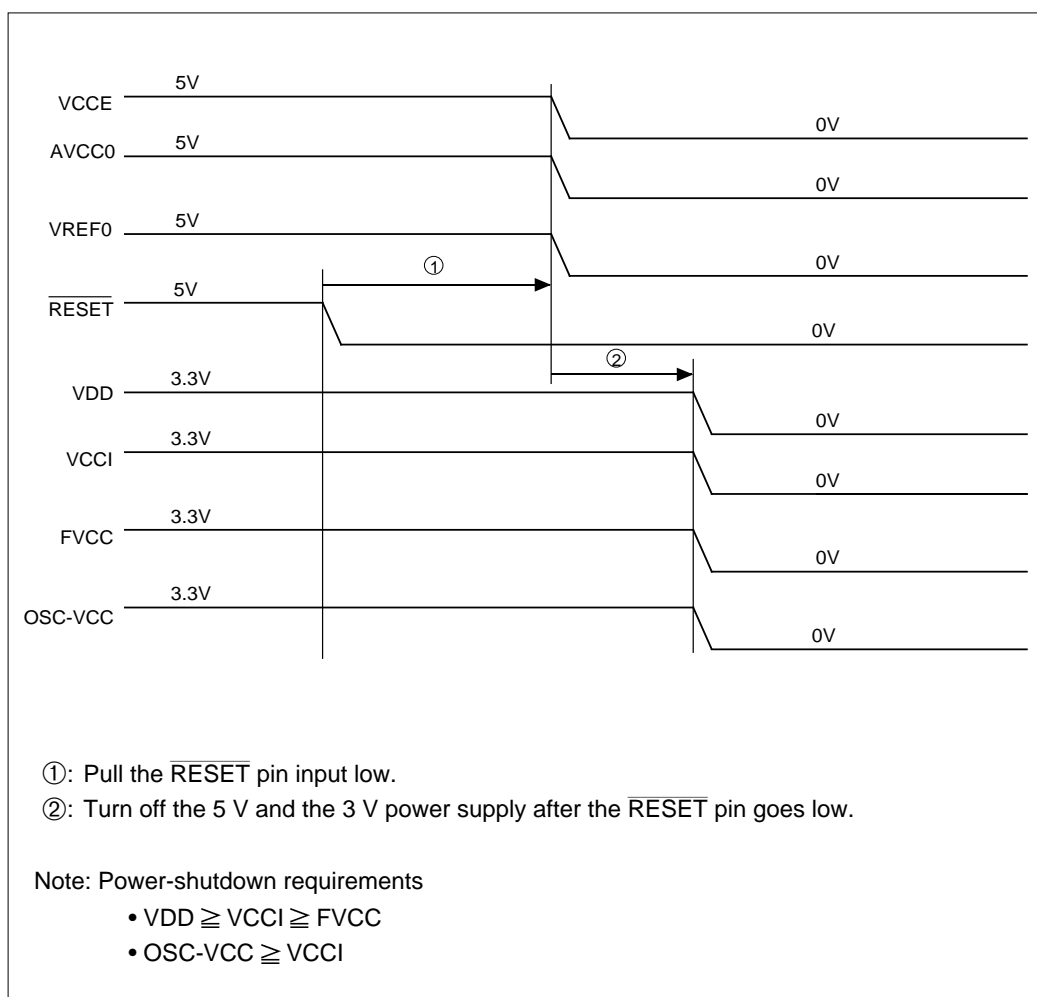 VCCE 5V 0V
AVCC0 5V 0V
VREF0 5V 0V
①
RESET 5V 0V
②
VDD 3.3V 0V
VCCI 3.3V 0V
FVCC 3.3V 0V
OSC-VCC 3.3V 0V
①: Pull the RESET pin input low.
②: Turn off the 5 V and the 3 V power supply after the RESET pin goes low.
Note: Power-shutdown requirements
• VDD ≧ VCCI ≧ FVCC
• OSC-VCC ≧ VCCI